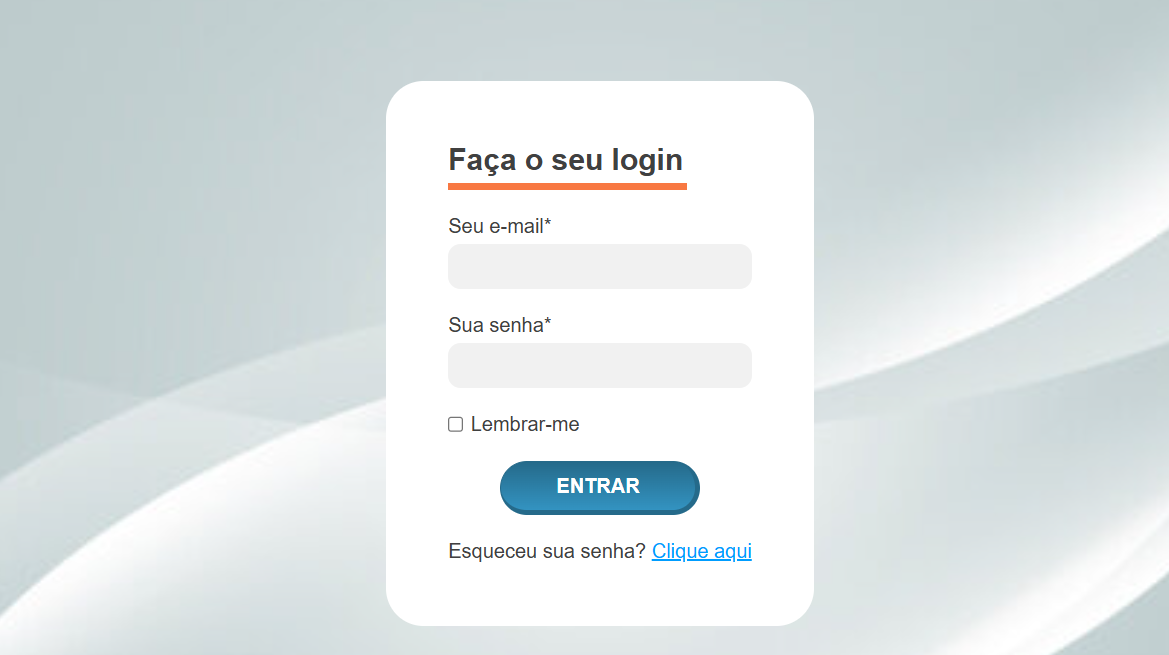 Faça o seu login
Seu e-mail*
Sua senha*
Lembrar-me
ENTRAR
Esqueceu sua senha? Clique aqui